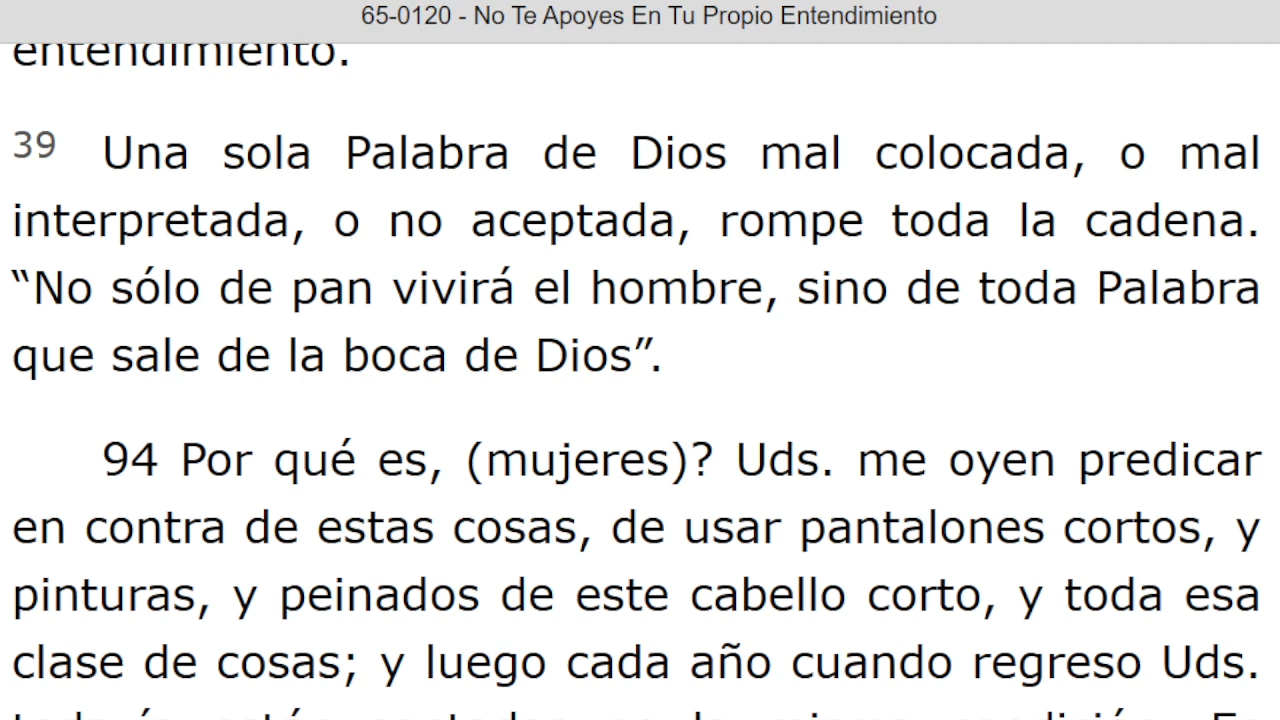 65-0120 - No Te Apoyes En Tu Propio Entendimiento
entendimiento.
39 Una sola Palabra de Dios mal colocada, o mal
interpretada, o no aceptada, rompe toda la cadena.
“No sólo de pan vivirá el hombre, sino de toda Palabra
que sale de la boca de Dios”.
94 Por qué es, (mujeres)? Uds. me oyen predicar
en contra de estas cosas, de usar pantalones cortos, y
pinturas, y peinados de este cabello corto, y toda esa
clase de cosas; y luego cada año cuando regreso Uds.